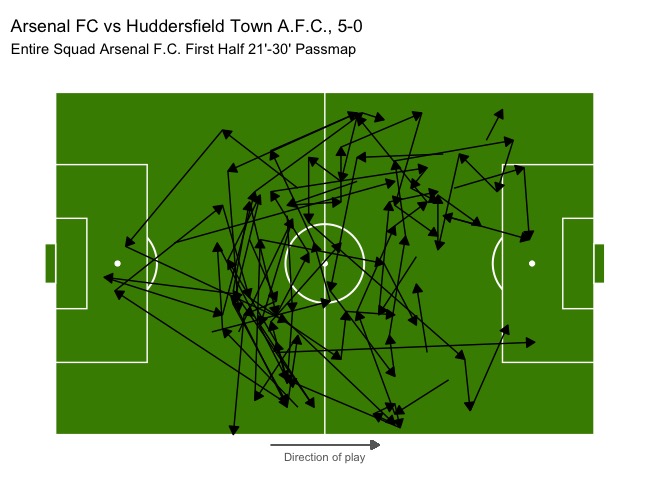 Arsenal FC vs Huddersfield Town A.F.C., 5-0
Entire Squad Arsenal F.C. First Half 21'-30' Passmap
Direction of play